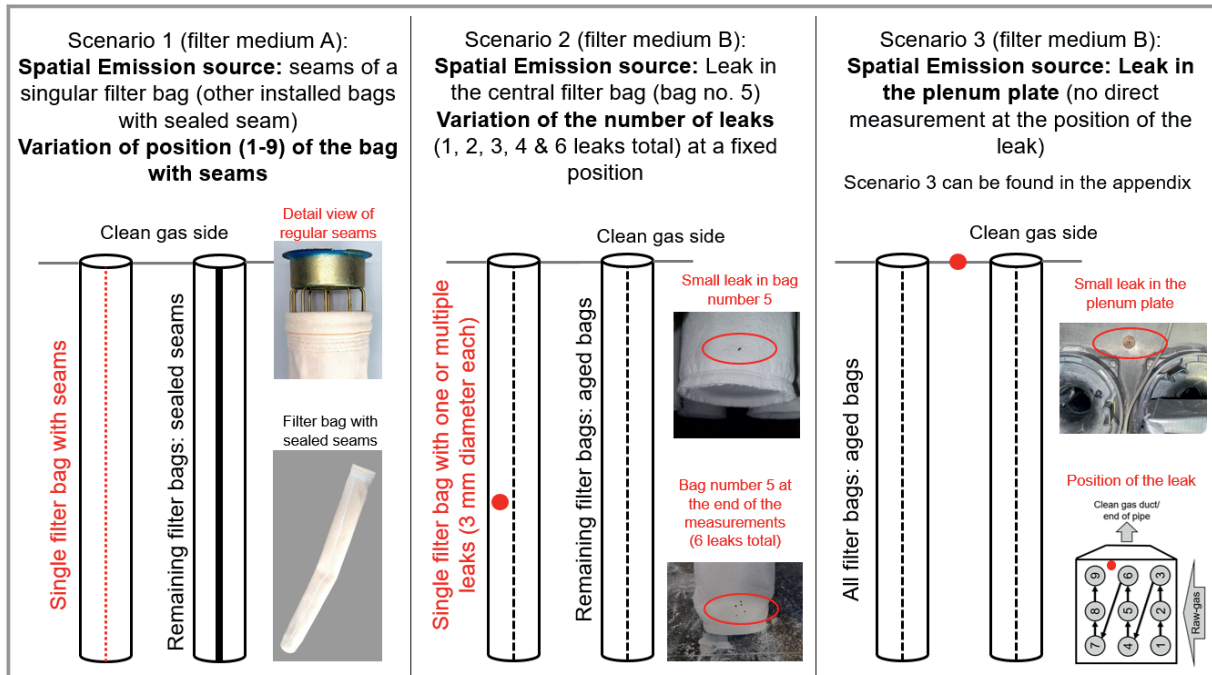 Scenario 1 (filter medium A):
Spatial Emission source: seams of a
singular filter bag (other installed bags
with sealed seam)
Variation of position (1-9) of the bag
with seams
Clean gas side
Detail view of
regular seams
Single filter bag with seams
Remaining filter bags: sealed seams
Filter bag with
sealed seams
Scenario 2 (filter medium B):
Spatial Emission source: Leak in
the central filter bag (bag no. 5)
Variation of the number of leaks
(1, 2, 3, 4 & 6 leaks total) at a fixed
position
Clean gas side
Single filter bag with one or multiple
leaks (3 mm diameter each)
Remaining filter bags: aged bags
Small leak in bag
number 5
Bag number 5 at
the end of the
measurements
(6 leaks total)
Scenario 3 (filter medium B):
Spatial Emission source: Leak in
the plenum plate (no direct
measurement at the position of the
leak)
Scenario 3 can be found in the appendix
Clean gas side
All filter bags: aged bags
Small leak in the
plenum plate
Position of the leak
Clean gas duct/
end of pipe
9 6 3
8 5 2
7 4 1
Raw-gas